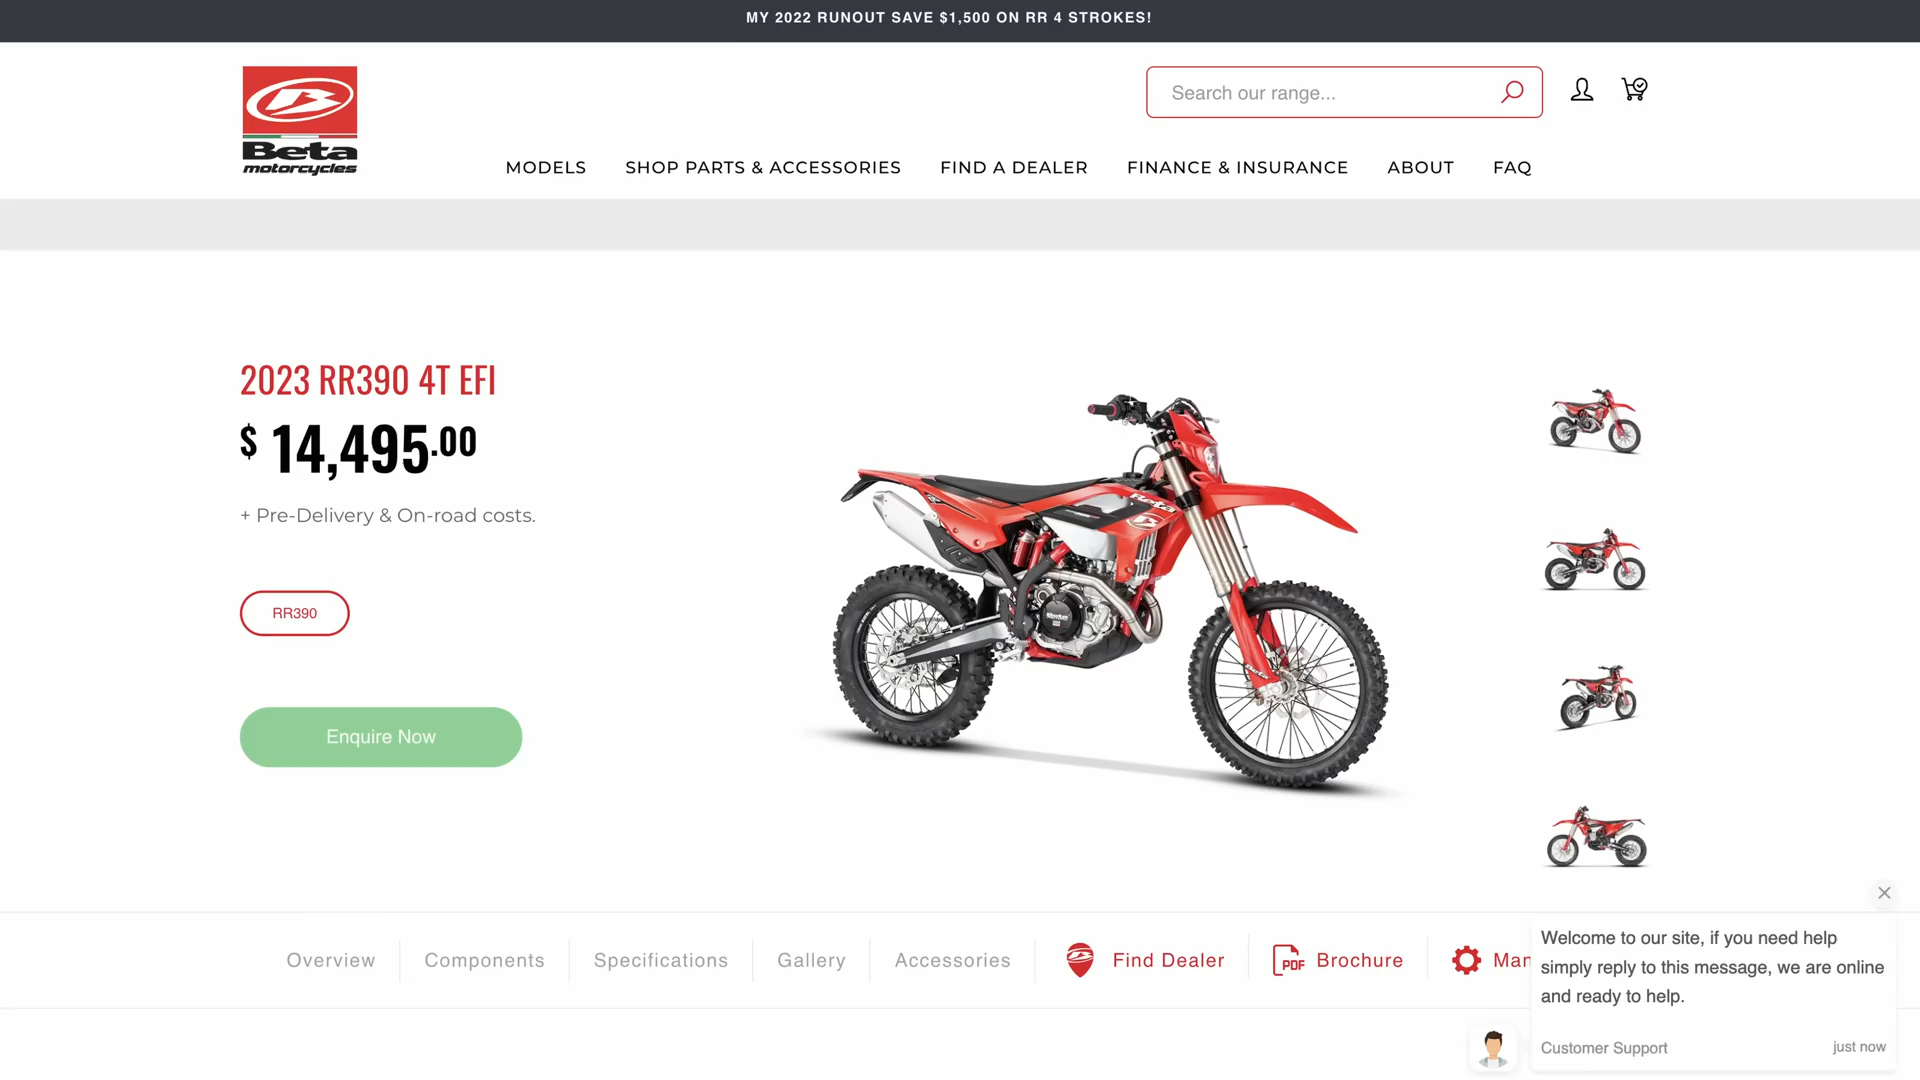 MY 2022 RUNOUT SAVE $1,500 ON RR 4 STROKES!
Beta
motorcycles
Search our range...
MODELS SHOP PARTS & ACCESSORIES FIND A DEALER FINANCE & INSURANCE ABOUT FAQ
2023 RR390 4T EFI
$ 14,495.00
+ Pre-Delivery & On-road costs.
RR390
Enquire Now
Beta
Overview Components Specifications Gallery Accessories Find Dealer PDF Brochure Man
Welcome to our site, if you need help
simply reply to this message, we are online
and ready to help.
Customer Support just now